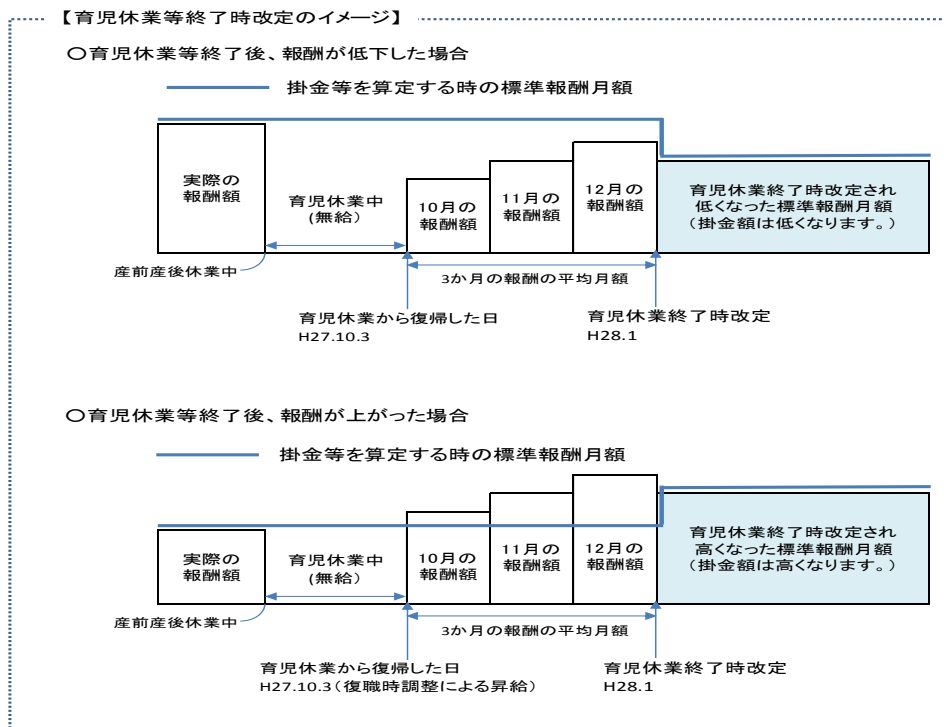 【育児休業等終了時改定のイメージ】
〇育児休業等終了後、報酬が低下した場合
掛金等を算定する時の標準報酬月額
実際の
報酬額
育児休業中
(無給)
10月の
報酬額
11月の
報酬額
12月の
報酬額
育児休業終了時改定され
低くなった標準報酬月額
(掛金額は低くなります。)
産前産後休業中
3か月の報酬の平均月額
育児休業から復帰した日
H27.10.3
育児休業終了時改定
H28.1
〇育児休業等終了後、報酬が上がった場合
掛金等を算定する時の標準報酬月額
実際の
報酬額
育児休業中
(無給)
10月の
報酬額
11月の
報酬額
12月の
報酬額
育児休業終了時改定され
高くなった標準報酬月額
(掛金額は高くなります。)
産前産後休業中
3か月の報酬の平均月額
育児休業から復帰した日
H27.10.3(復職時調整による昇給)
育児休業終了時改定
H28.1